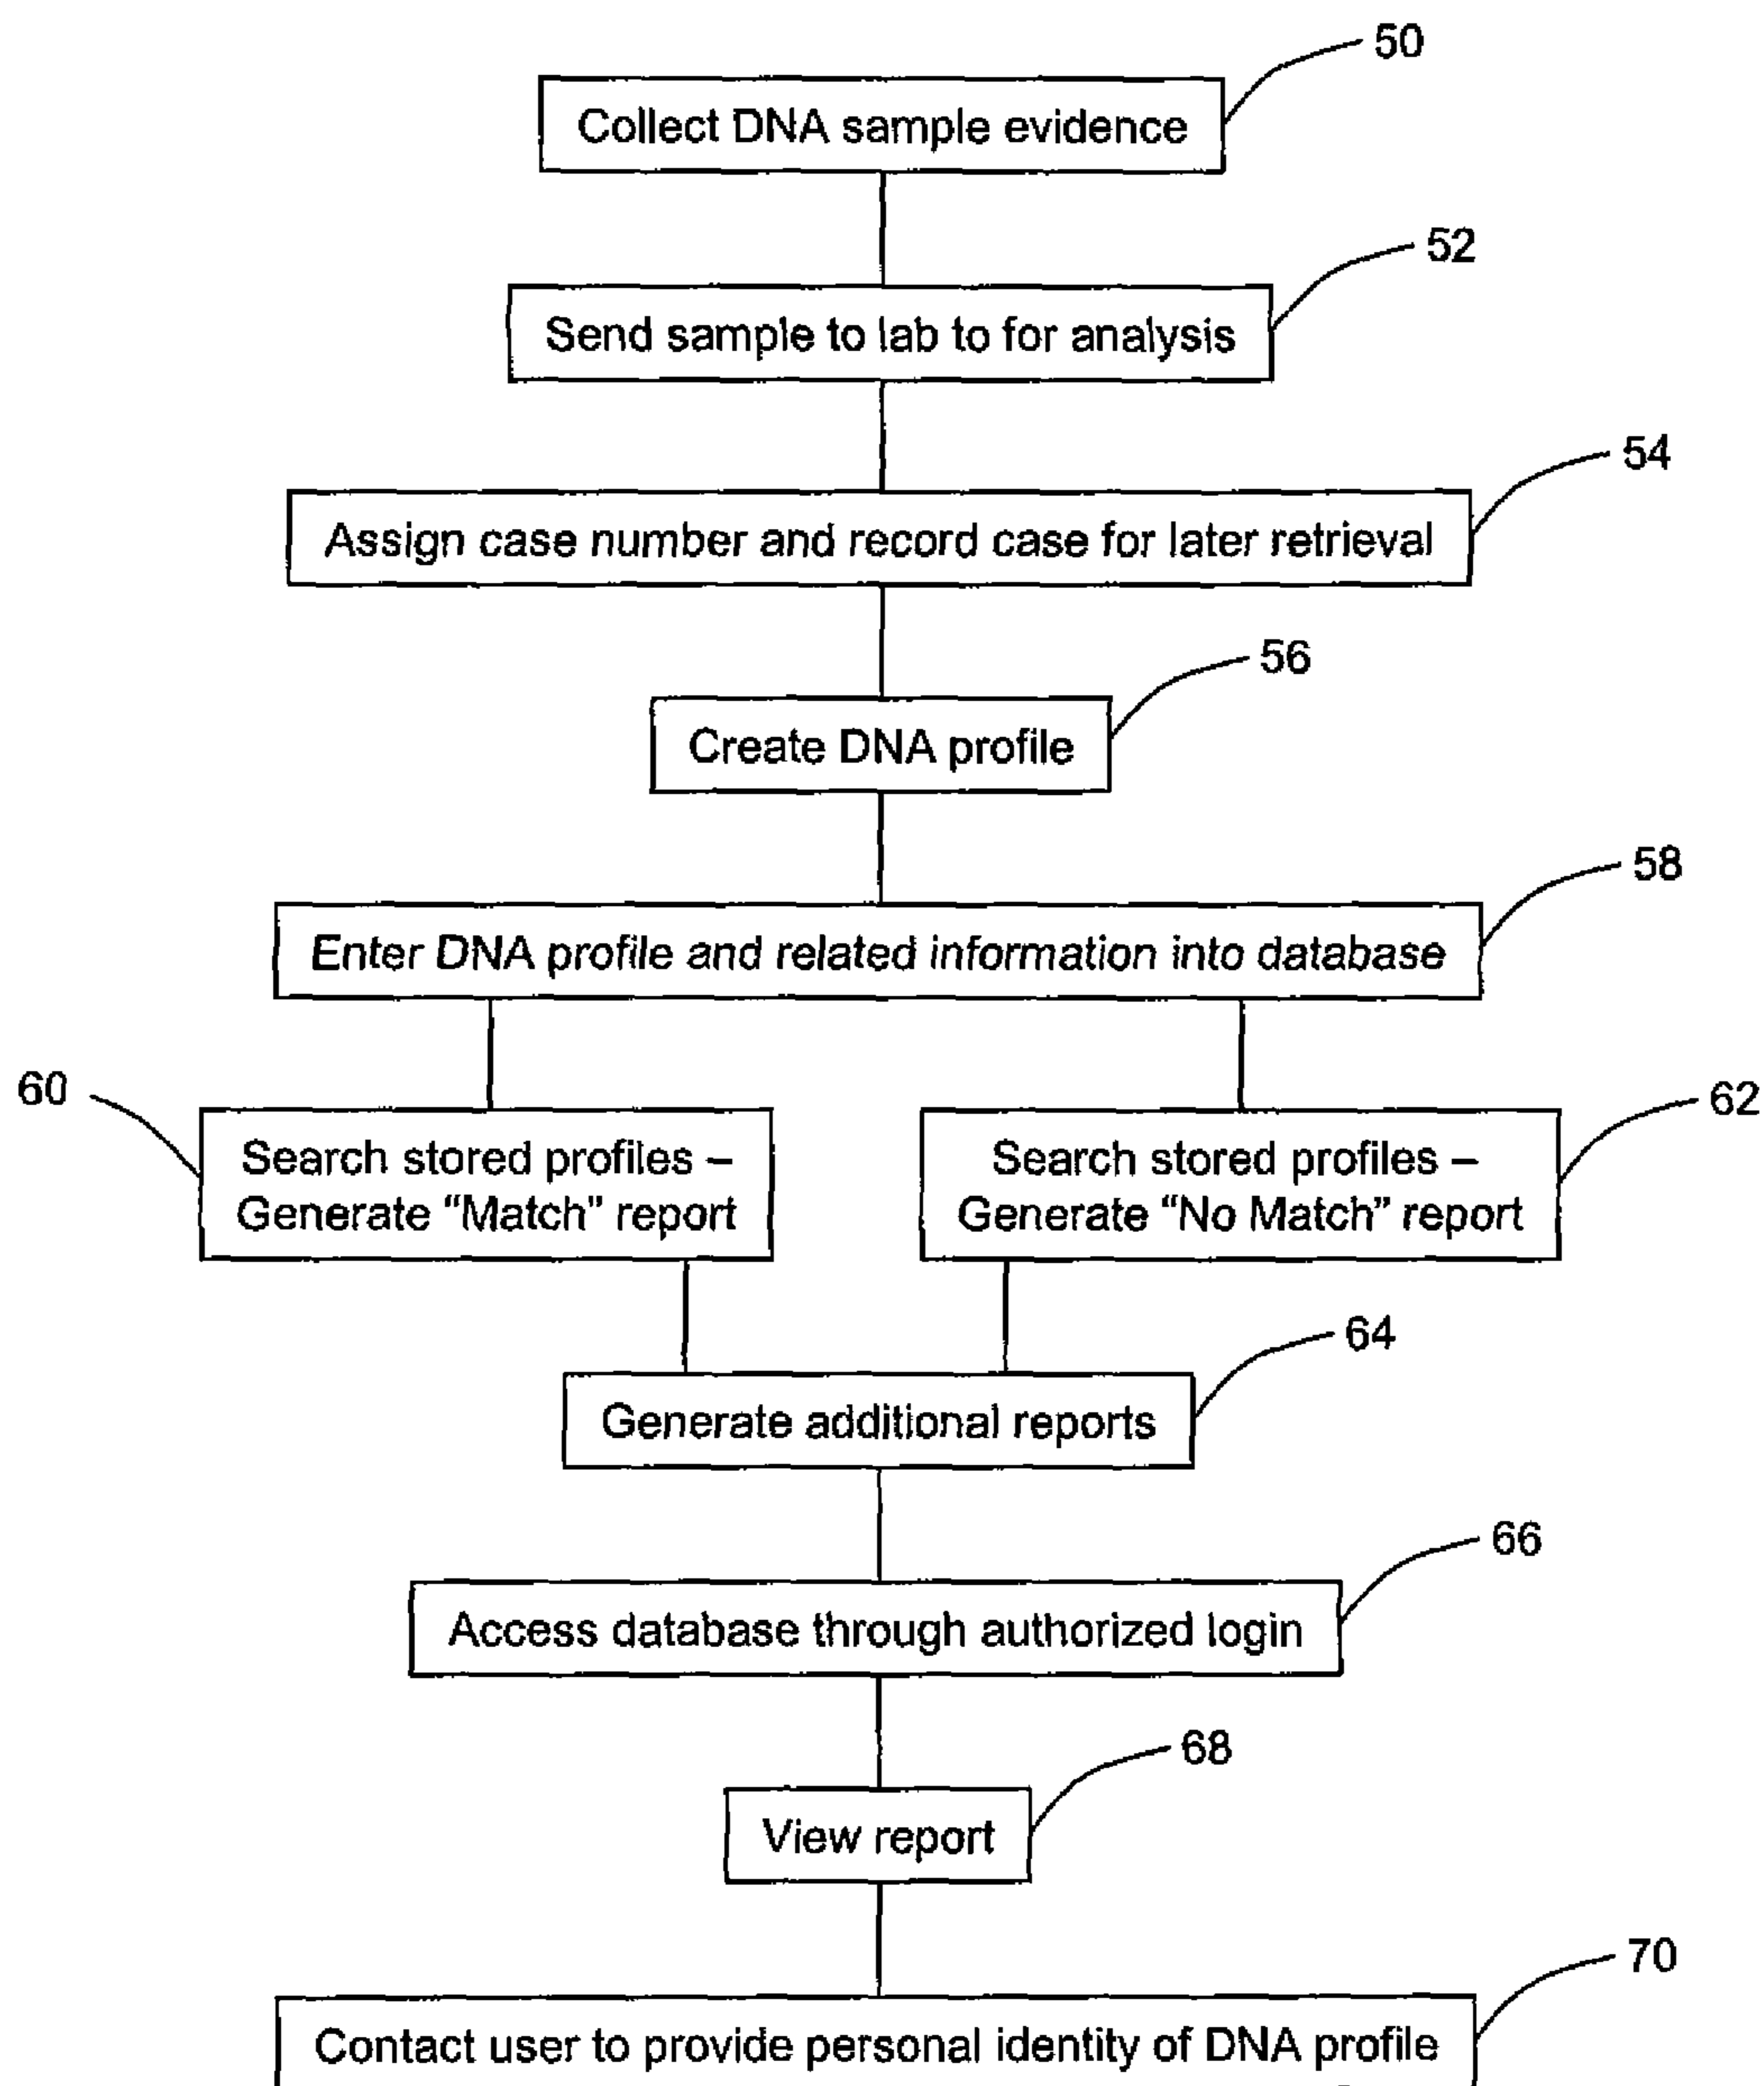 50
Collect DNA sample evidence
52
Send sample to lab to for analysis
54
Assign case number and record case for later retrieval
56
Create DNA profile
58
Enter DNA profile and related information into database
60
62
Search stored profiles –
Generate “Match” report
Search stored profiles –
Generate “No Match” report
64
Generate additional reports
66
Access database through authorized login
68
View report
70
Contact user to provide personal identity of DNA profile